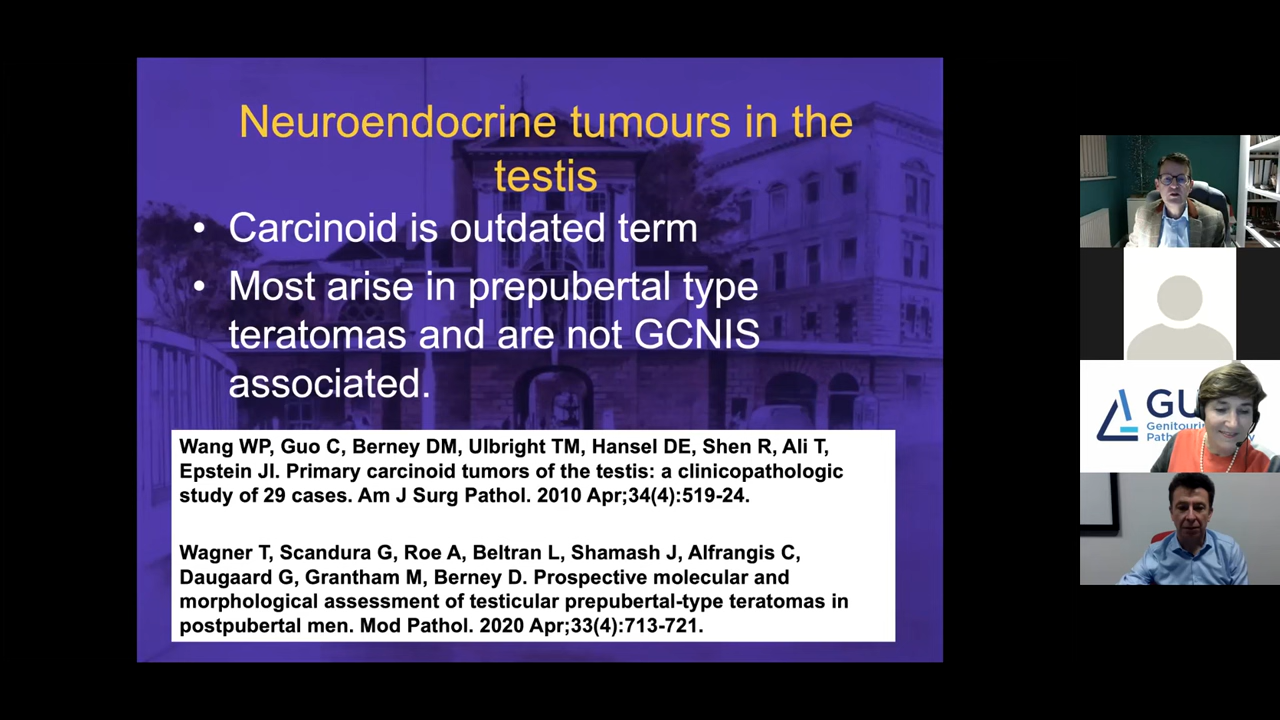 Neuroendocrine tumours in the
testis
• Carcinoid is outdated term
• Most arise in prepubertal type
teratomas and are not GCNIS
associated.
Wang WP, Guo C, Berney DM, Ulbright TM, Hansel DE, Shen R, Ali T,
Epstein JI. Primary carcinoid tumors of the testis: a clinicopathologic
study of 29 cases. Am J Surg Pathol. 2010 Apr;34(4):519-24.
Wagner T, Scandura G, Roe A, Beltran L, Shamash J, Alfrangis C,
Daugaard G, Grantham M, Berney D. Prospective molecular and
morphological assessment of testicular prepubertal-type teratomas in
postpubertal men. Mod Pathol. 2020 Apr;33(4):713-721.
GU